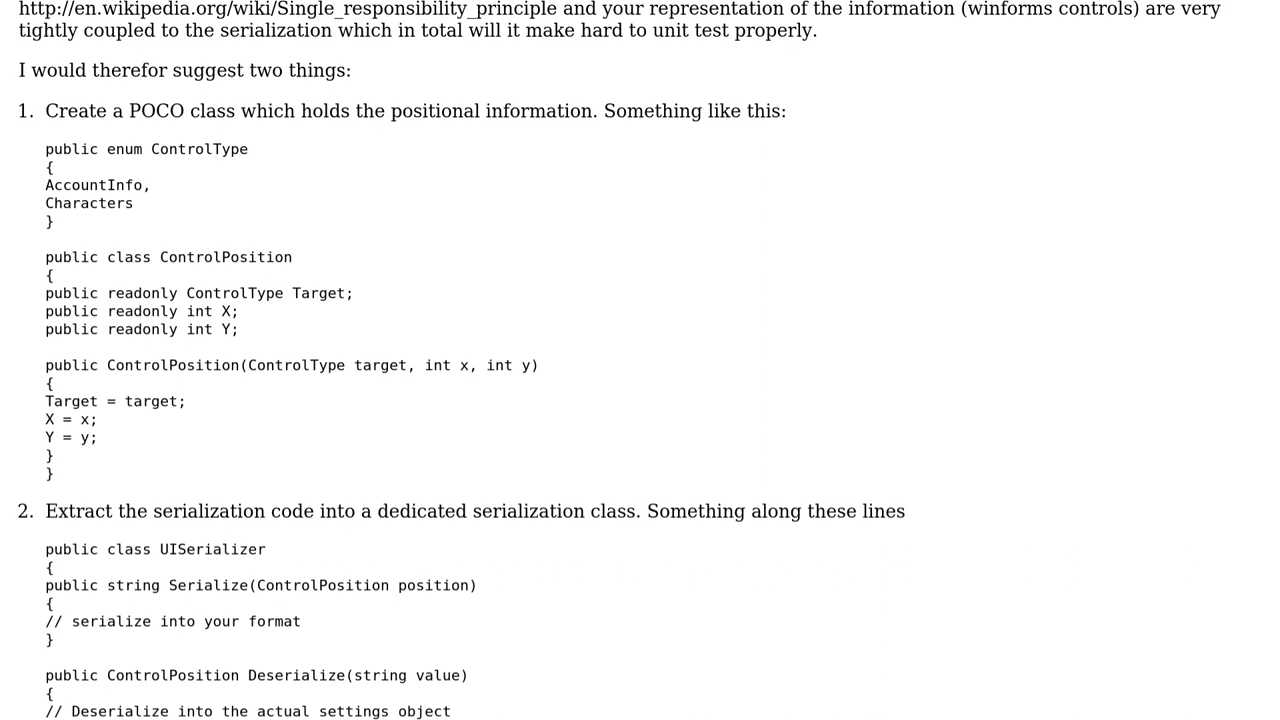 http://en.wikipedia.org/wiki/Single_responsibility_principle and your representation of the information (winforms controls) are very
tightly coupled to the serialization which in total will it make hard to unit test properly.
I would therefor suggest two things:
1. Create a POCO class which holds the positional information. Something like this:
public enum ControlType
{
AccountInfo,
Characters
}
public class ControlPosition
{
public readonly ControlType Target;
public readonly int X;
public readonly int Y;
public ControlPosition(ControlType target, int x, int y)
{
Target = target;
X = x;
Y = y;
}
}
2. Extract the serialization code into a dedicated serialization class. Something along these lines
public class UISerializer
{
public string Serialize(ControlPosition position)
{
// serialize into your format
}
public ControlPosition Deserialize(string value)
{
// Deserialize into the actual settings object